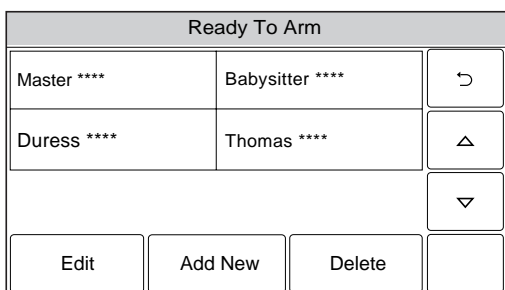 Ready To Arm
Master ****
Babysitter ****
Duress ****
Thomas ****
Edit
Add New
Delete